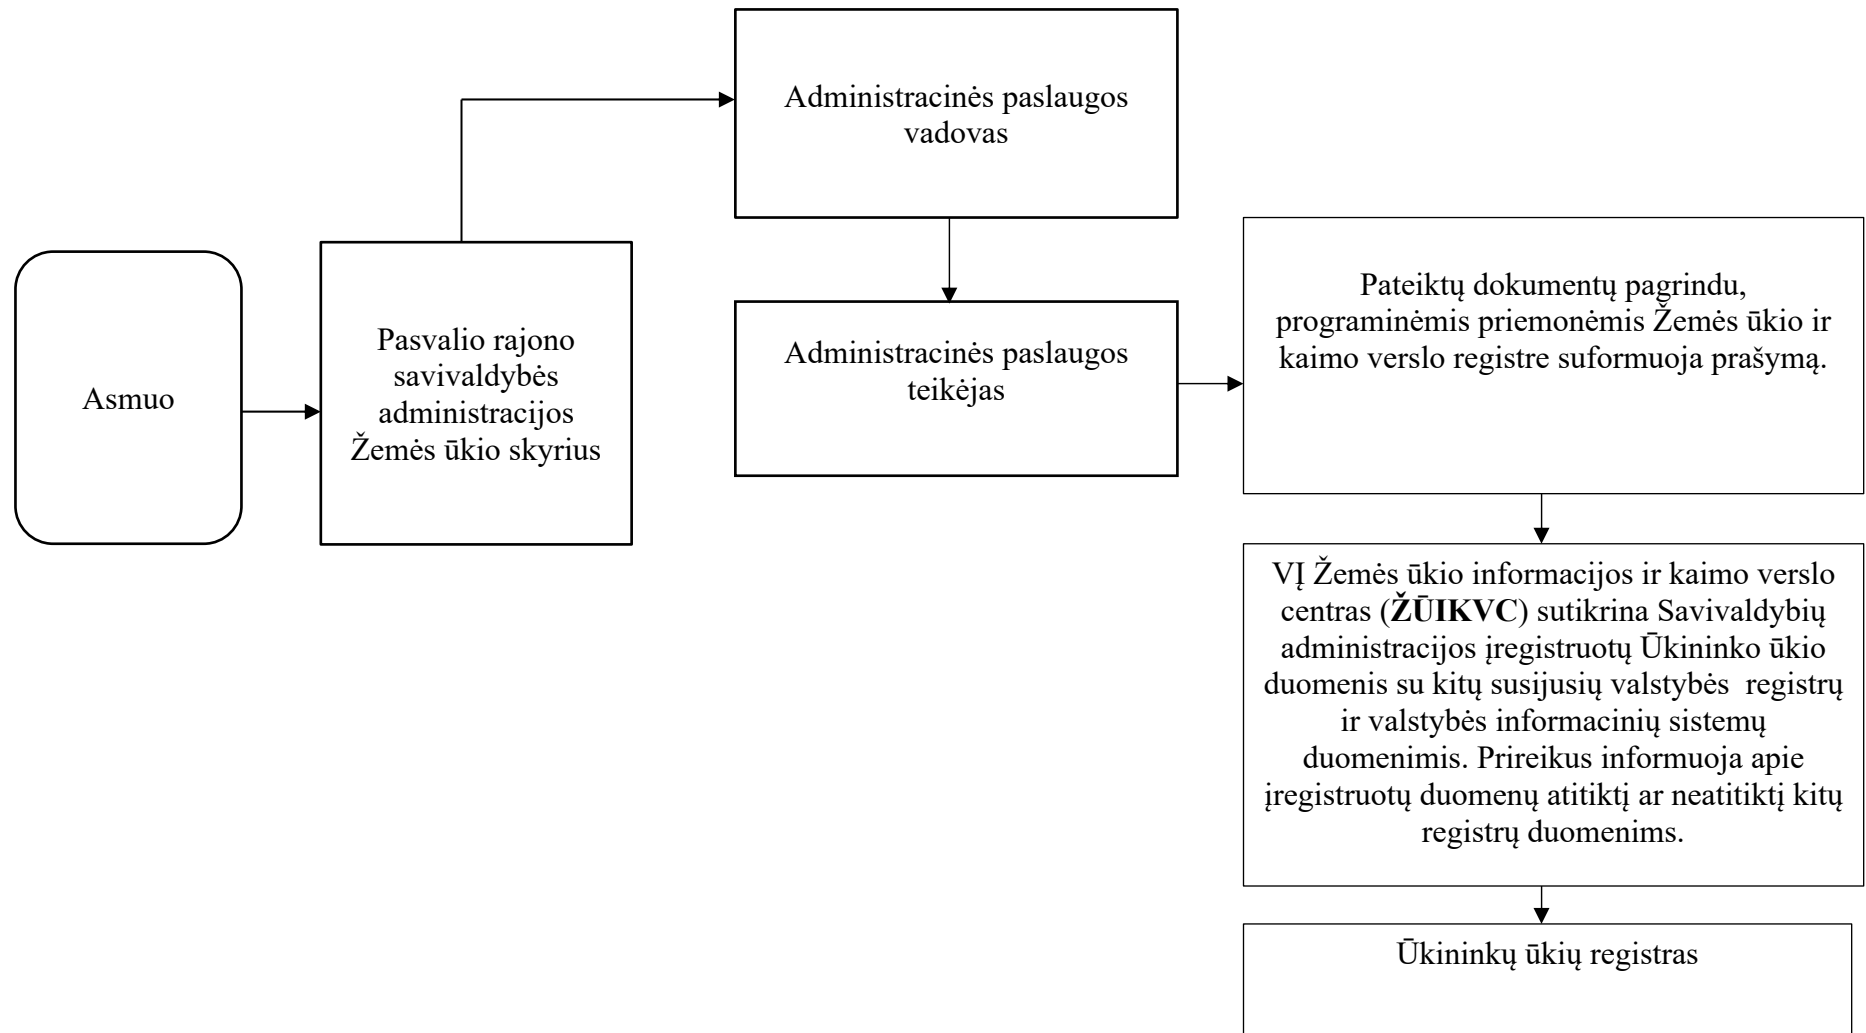 Asmuo
Pasvalio rajono
savivaldybės
administracijos
Žemės ūkio skyrius
Administracinės paslaugos
vadovas
Administracinės paslaugos
teikėjas
Pateiktų dokumentų pagrindu,
programinėmis priemonėmis Žemės ūkio ir
kaimo verslo registre suformuoja prašymą.
VĮ Žemės ūkio informacijos ir kaimo verslo
centras (ŽŪIKVC) sutikrina Savivaldybių
administracijos įregistruotų Ūkininko ūkio
duomenis su kitų susijusių valstybės  registrų
ir valstybės informacinių sistemų
duomenimis. Prireikus informuoja apie
įregistruotų duomenų atitiktį ar neatitiktį kitų
registrų duomenims.
Ūkininkų ūkių registras